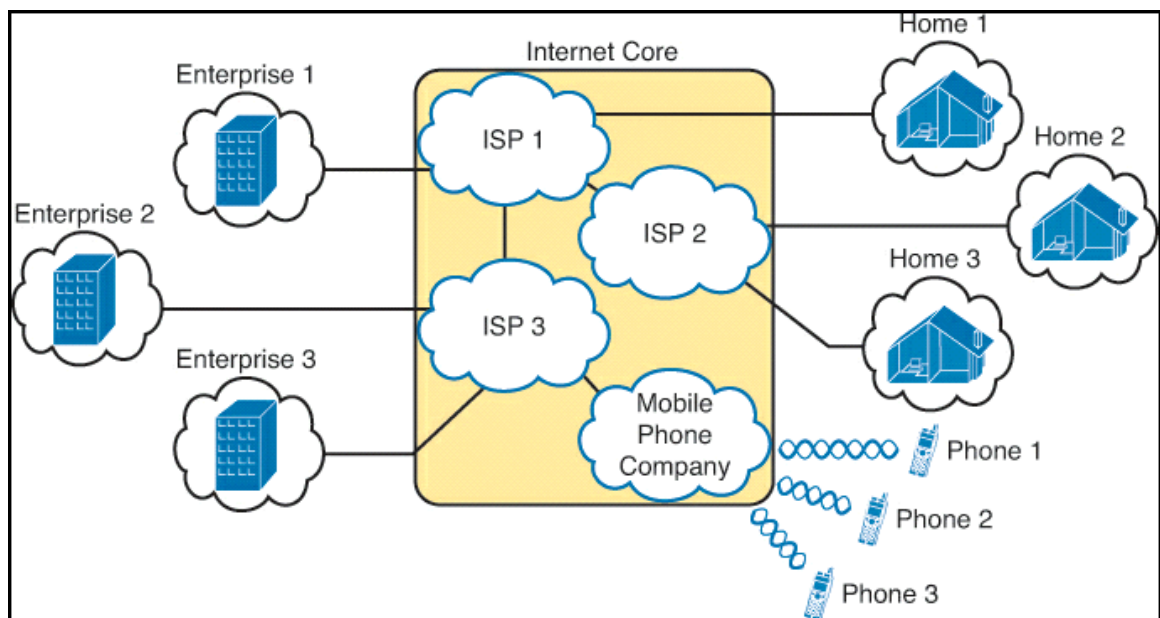 Home 1
Internet Core
Enterprise 1
ISP 1
Home 2
Enterprise 2
ISP 2
Home 3
ISP 3
Enterprise 3
Mobile
Phone
Company
Phone 1
Phone 2
Phone 3